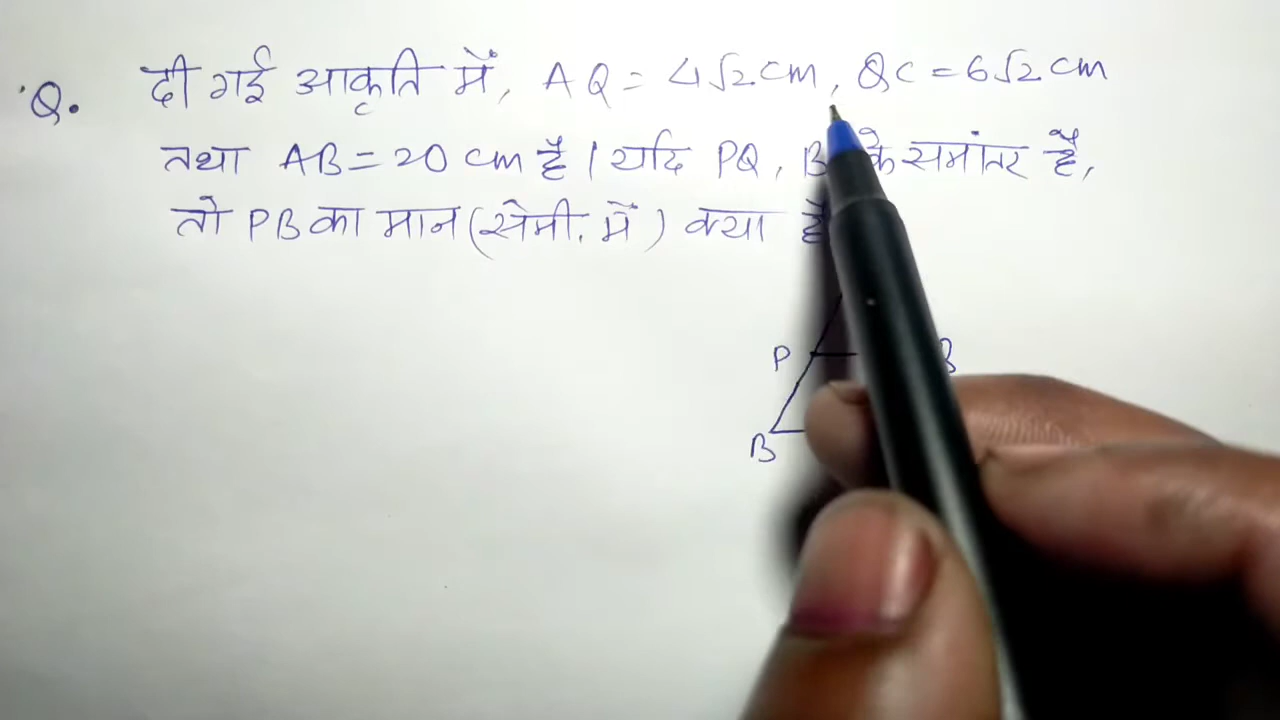 Q. दी गई आकृति में, AQ = 4√2 cm, QC = 6√2 cm
तथा AB = 20 cm है। यदि PQ, के समांतर है,
तो PB का मान (सेमी. में) क्या है
P
B